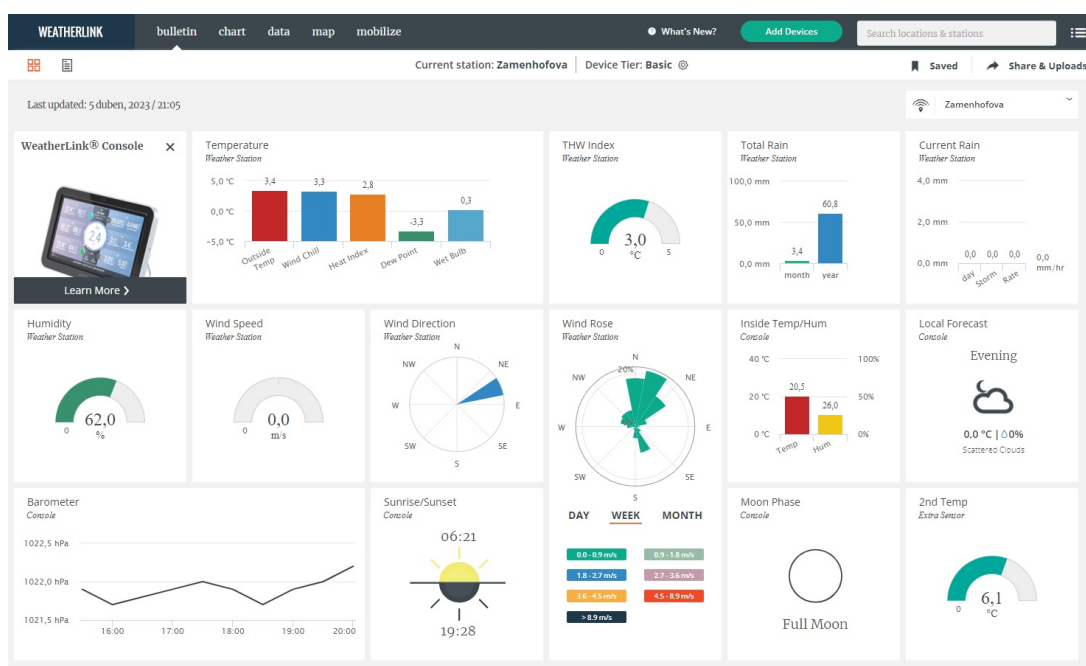 WEATHERLINK
bulletin chart data map mobilize
What's New?
Add Devices
Search locations & stations
Current station: Zamenhofova
Device Tier: Basic
Saved
Share & Uploads
Last updated: 5 duben, 2023 / 21:05
Zamenhofova
WeatherLink® Console
Learn More
Temperature
Weather Station
5,0 °C
0,0 °C
-5,0 °C
3,4 3,3 2,8 -3,3 0,3
Outside Temp
Wind Chill
Heat Index
Dew Point
Wet Bulb
THW Index
Weather Station
3,0
°C
0 5
Total Rain
Weather Station
100,0 mm
50,0 mm
0,0 mm
3,4 60,8
month year
Current Rain
Weather Station
4,0 mm
2,0 mm
0,0 mm
0,0 0,0 0,0 0,0
mm/hr
day Storm Rate
Humidity
Weather Station
62,0
%
0
Wind Speed
Weather Station
0,0
m/s
0
Wind Direction
Weather Station
N
NW NE
W E
SW SE
S
Wind Rose
Weather Station
N
20%
NW NE
W E
SW SE
S
DAY WEEK MONTH
0.0 - 0.9 m/s 0.9 - 1.8 m/s
1.8 - 2.7 m/s 2.7 - 3.6 m/s
3.6 - 4.5 m/s 4.5 - 8.9 m/s
> 8.9 m/s
Inside Temp/Hum
Console
40 °C 100%
20 °C 50%
0 °C 0%
20,5 26,0
Temp Hum
Local Forecast
Console
Evening
0,0 °C | 0%
Scattered Clouds
Barometer
Console
1022,5 hPa
1022,0 hPa
1021,5 hPa
16:00 17:00 18:00 19:00 20:00
Sunrise/Sunset
Console
06:21
19:28
Moon Phase
Console
Full Moon
2nd Temp
Extra Sensor
6,1
°C
0